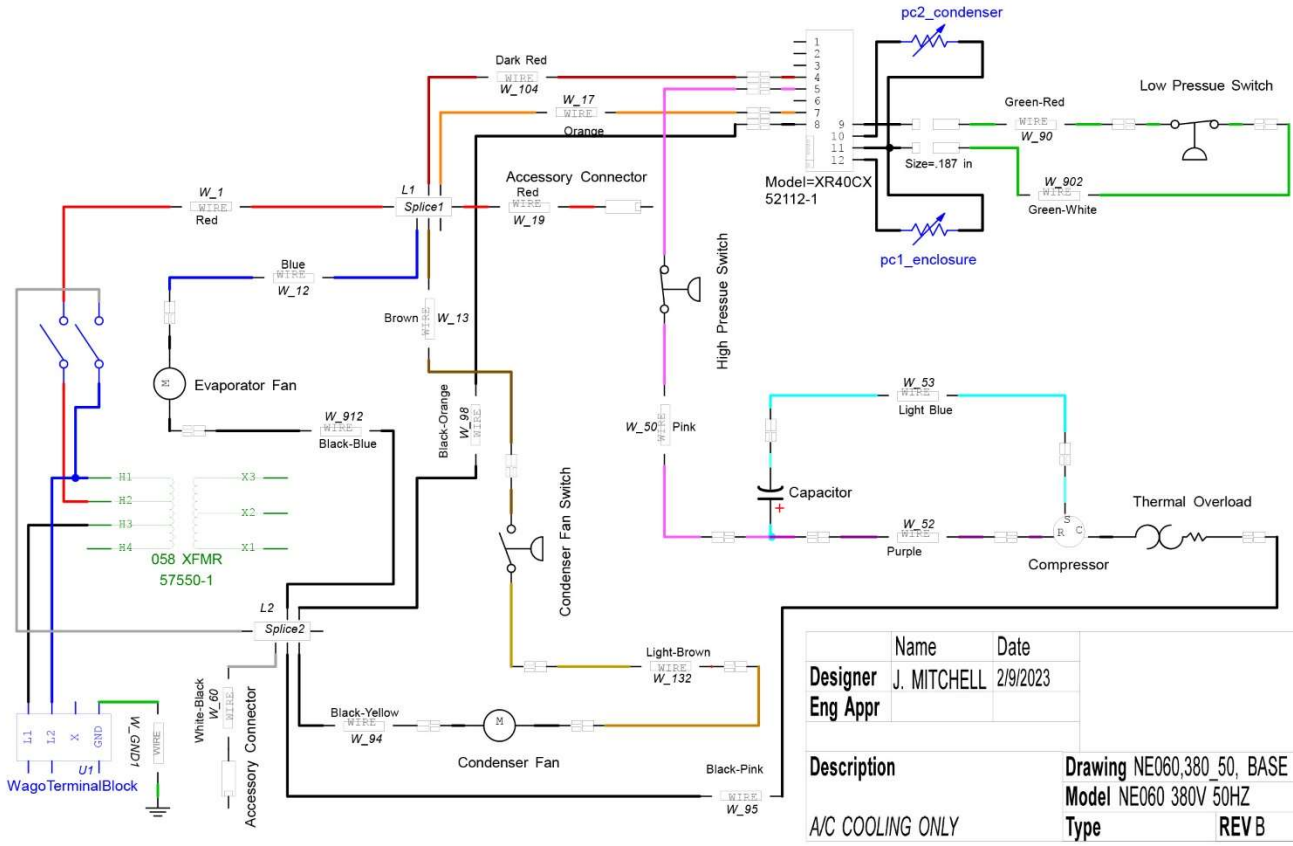 pc2_condenser
1
2
3
4
5
6
7
8
9
10
11
12
Dark Red
WIRE
W_104
W_17
WIRE
Orange
Low Pressue Switch
Green-Red
WIRE
W_90
Size=.187 in
W_902
WIRE
Green-White
Model=XR40CX
52112-1
pc1_enclosure
W_1
WIRE
Red
L1
Splice1
Accessory Connector
Red
WIRE
W_19
Blue
WIRE
W_12
Brown
WIRE
W_13
High Pressue Switch
M
Evaporator Fan
W_912
WIRE
Black-Blue
Black-Orange
W_98
WIRE
W_50
WIRE
Pink
W_53
WIRE
Light Blue
H1
H2
H3
H4
X3
X2
X1
058 XFMR
57550-1
Condenser Fan Switch
Capacitor
+
W_52
WIRE
Purple
S
R
C
Compressor
Thermal Overload
L2
Splice2
White-Black
W_60
WIRE
Accessory Connector
Light-Brown
WIRE
W_132
Black-Yellow
WIRE
W_94
M
Condenser Fan
Black-Pink
WIRE
W_95
L1
L2
X
GND
U1
WagoTerminalBlock
W_GND1
WIRE
Name Date
Designer J. MITCHELL 2/9/2023
Eng Appr
Description
Drawing NE060,380_50, BASE
Model NE060 380V 50HZ
A/C COOLING ONLY
Type REV B